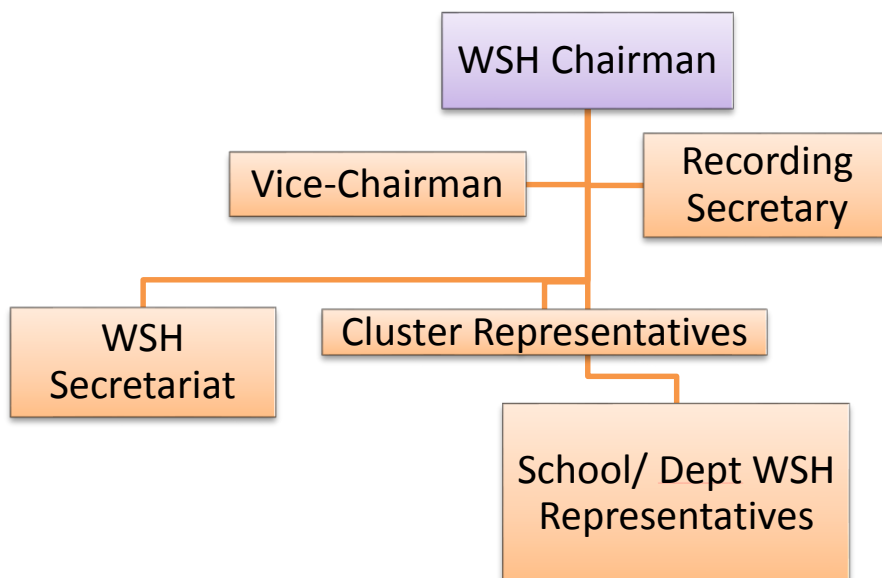 WSH Chairman
Vice-Chairman
Recording
Secretary
WSH
Secretariat
Cluster Representatives
School/ Dept WSH
Representatives